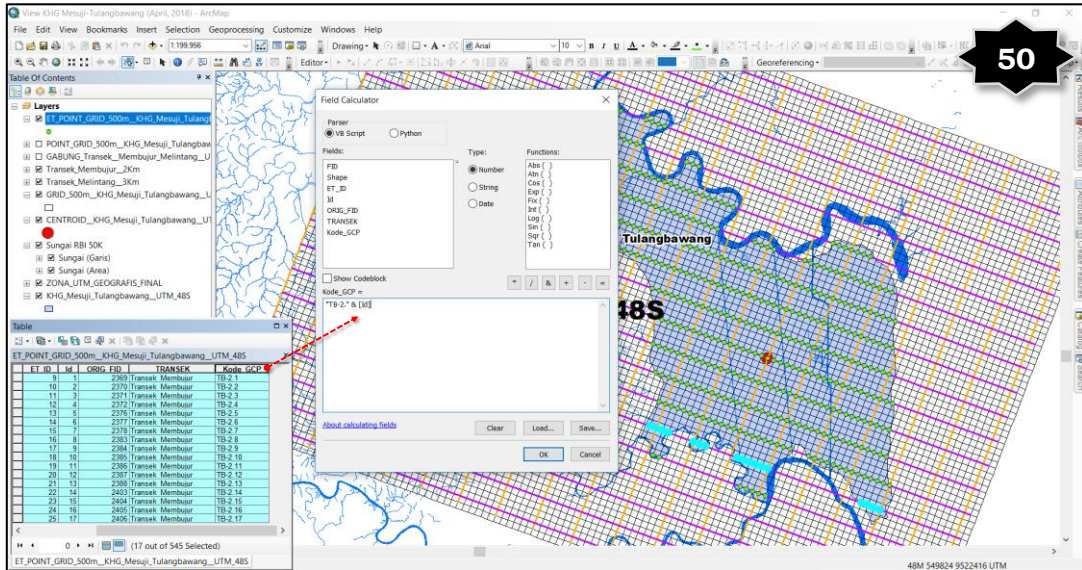 View KHG Mesuji-Tulangbawang (April, 2018) - ArcMap
File Edit View Bookmarks Insert Selection Geoprocessing Customize Windows Help
1:199.956
Drawing
Arial
10
B I U A
Editor
Georeferencing
50
Table Of Contents
Layers
ET_POINT_GRID_500m__KHG_Mesuji_Tulang
POINT_GRID_500m__KHG_Mesuji_Tulangbaw
GABUNG_Transek_Membujur_Melintang__U
Transek_Membujur__2Km
Transek_Melintang__3Km
GRID_500m__KHG_Mesuji_Tulangbawang__U
CENTROID__KHG_Mesuji_Tulangbawang__UT
Sungai RBI 50K
Sungai (Garis)
Sungai (Area)
ZONA_UTM_GEOGRAFIS_FINAL
KHG_Mesuji_Tulangbawang__UTM_48S
Field Calculator
Parser
VB Script Python
Fields:
FID
Shape
ET_ID
Id
ORIG_FID
TRANSEK
Kode_GCP
Type:
Number
String
Date
Functions:
Abs ( )
Atn ( )
Cos ( )
Exp ( )
Fix ( )
Int ( )
Log ( )
Sin ( )
Sqr ( )
Tan ( )
Show Codeblock
* / & + - =
Kode_GCP =
"TB-2." & [Id]
About calculating fields
Clear Load... Save...
OK Cancel
Tulangbawang
48S
Table
ET_POINT_GRID_500m__KHG_Mesuji_Tulangbawang__UTM_48S
ET_ID Id ORIG_FID TRANSEK Kode_GCP
9 1 2369 Transek Membujur TB-2.1
10 2 2370 Transek Membujur TB-2.2
11 3 2371 Transek Membujur TB-2.3
12 4 2372 Transek Membujur TB-2.4
13 5 2376 Transek Membujur TB-2.5
14 6 2377 Transek Membujur TB-2.6
15 7 2378 Transek Membujur TB-2.7
16 8 2383 Transek Membujur TB-2.8
17 9 2384 Transek Membujur TB-2.9
18 10 2385 Transek Membujur TB-2.10
19 11 2386 Transek Membujur TB-2.11
20 12 2387 Transek Membujur TB-2.12
21 13 2388 Transek Membujur TB-2.13
22 14 2403 Transek Membujur TB-2.14
23 15 2404 Transek Membujur TB-2.15
24 16 2405 Transek Membujur TB-2.16
25 17 2406 Transek Membujur TB-2.17
0
(17 out of 545 Selected)
ET_POINT_GRID_500m__KHG_Mesuji_Tulangbawang__UTM_48S
48M 549824 9522416 UTM